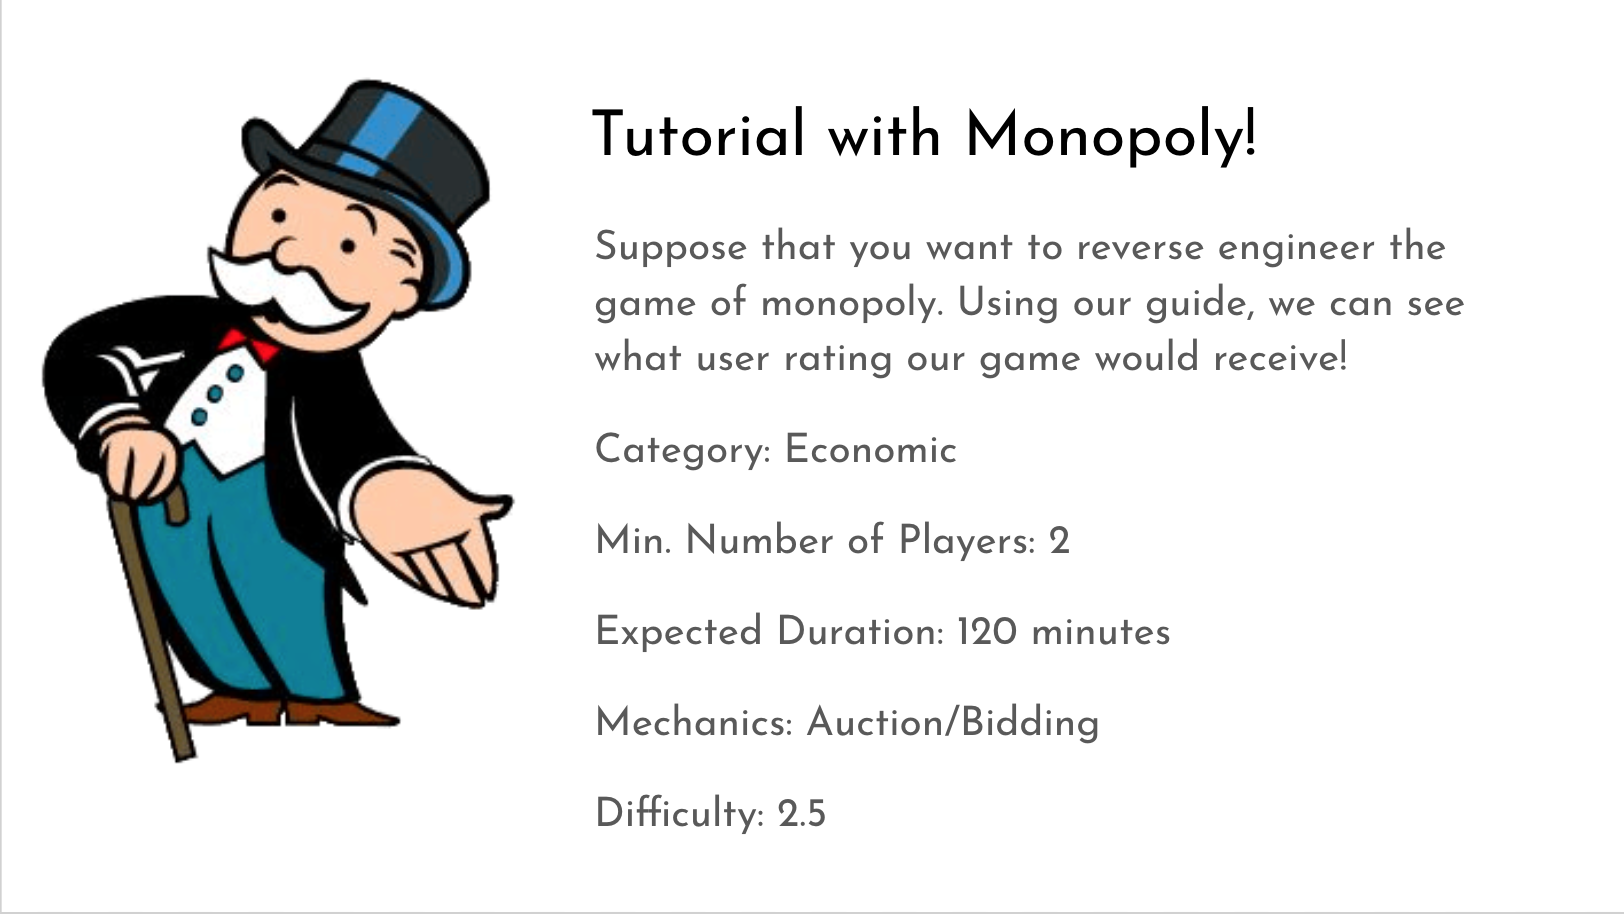 Tutorial with Monopoly!
Suppose that you want to reverse engineer the
game of monopoly. Using our guide, we can see
what user rating our game would receive!
Category: Economic
Min. Number of Players: 2
Expected Duration: 120 minutes
Mechanics: Auction/Bidding
Difficulty: 2.5